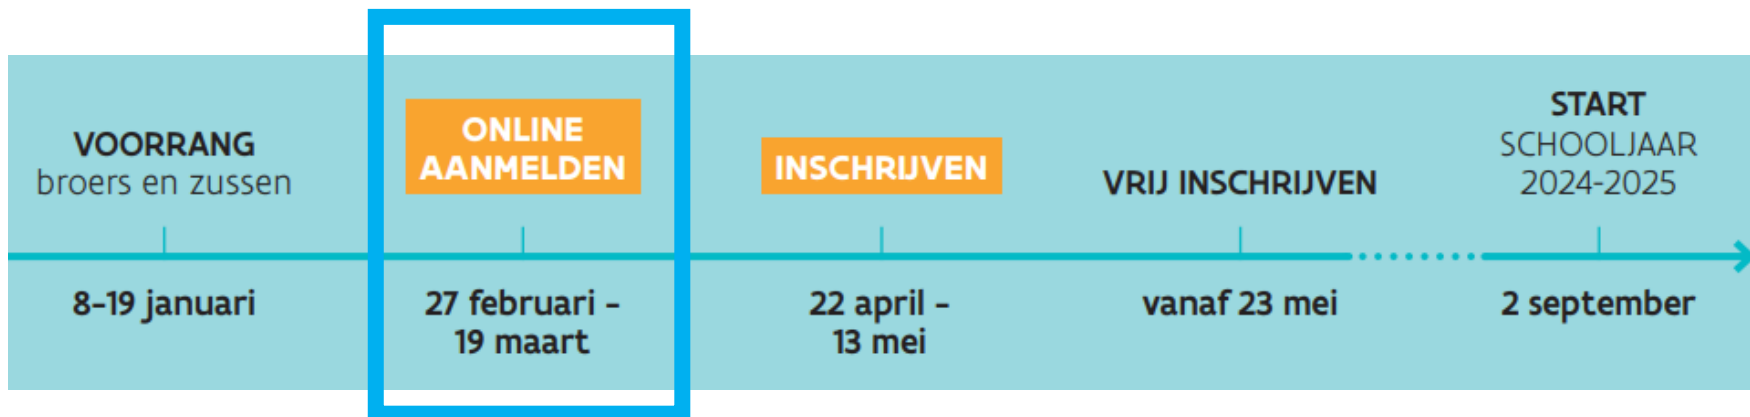 VOORRANG
broers en zussen
8-19 januari
ONLINE
AANMELDEN
27 februari -
19 maart
INSCHRIJVEN
22 april -
13 mei
VRIJ INSCHRIJVEN
vanaf 23 mei
START
SCHOOLJAAR
2024-2025
2 september